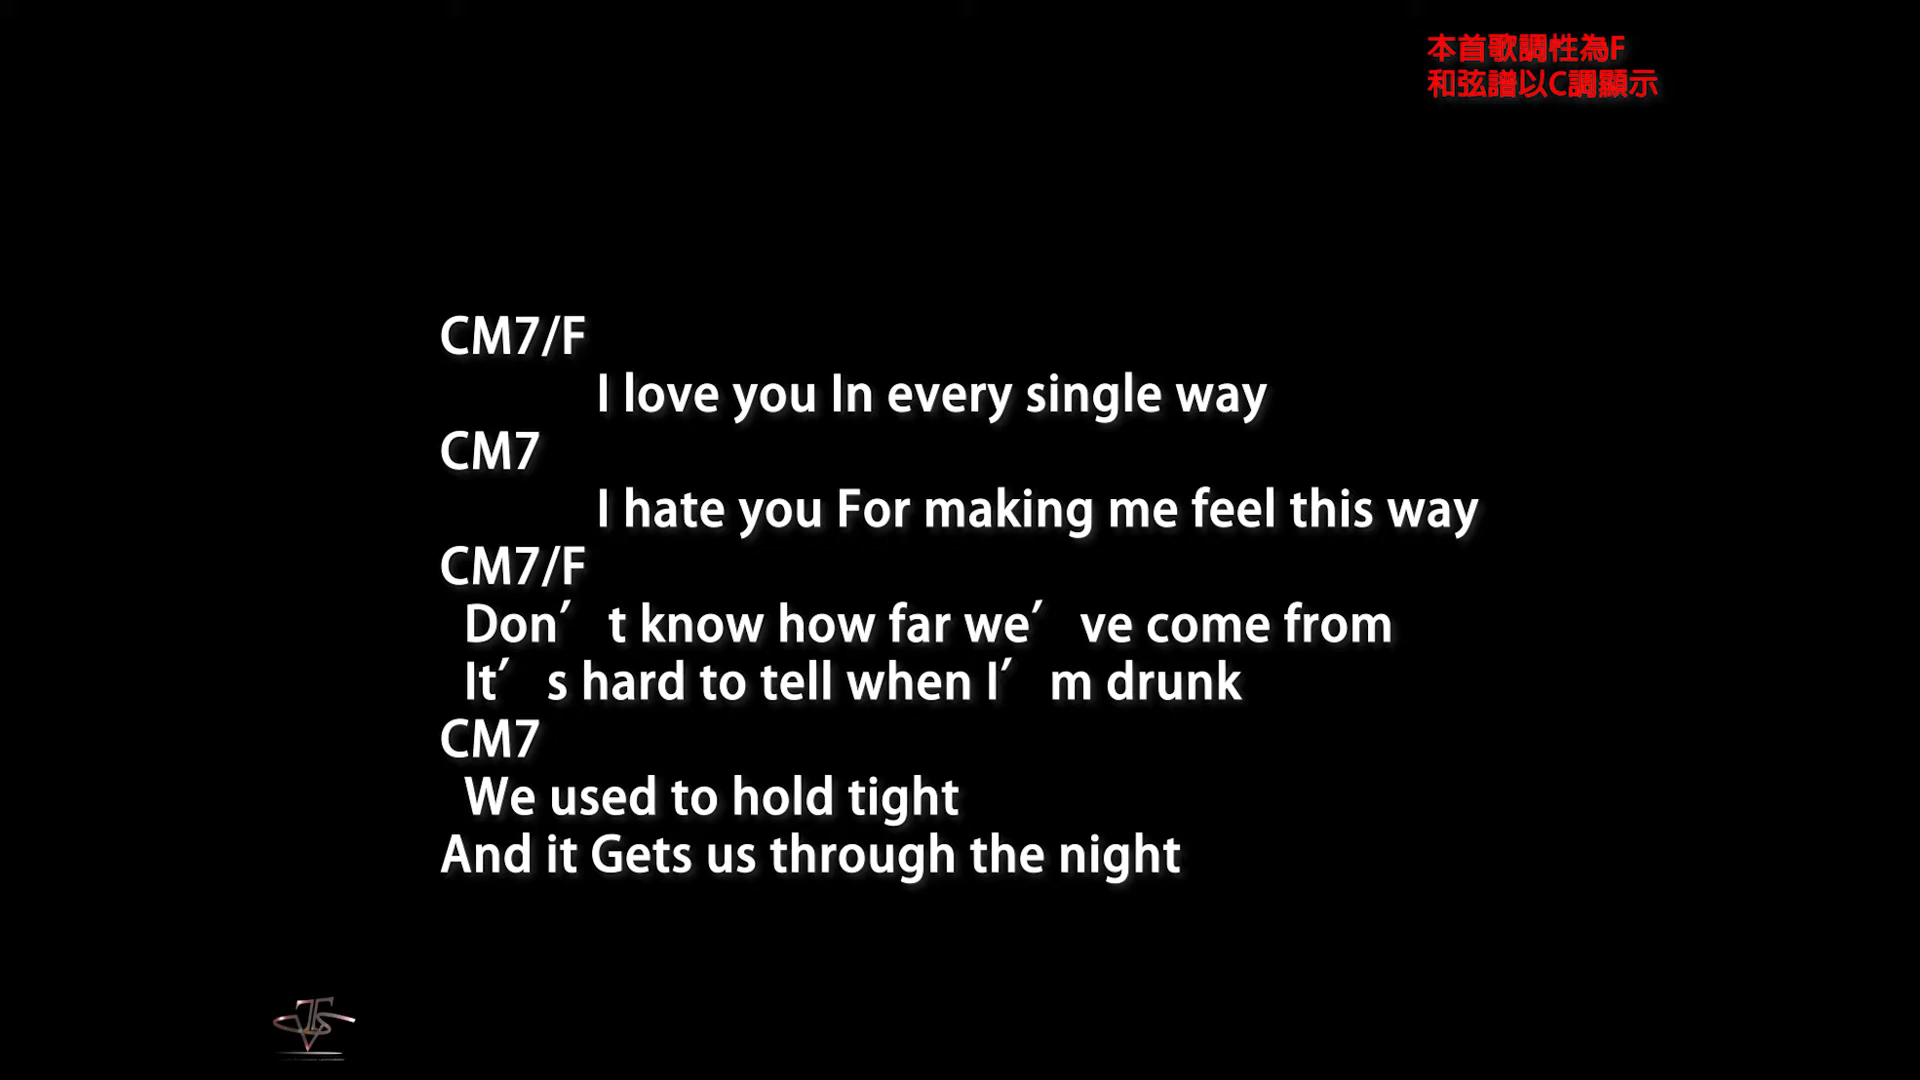 本首歌調性為F
和弦譜以C調顯示
CM7/F
I love you In every single way
CM7
I hate you For making me feel this way
CM7/F
Don′ t know how far we′ ve come from
It′ s hard to tell when I′ m drunk
CM7
We used to hold tight
And it Gets us through the night